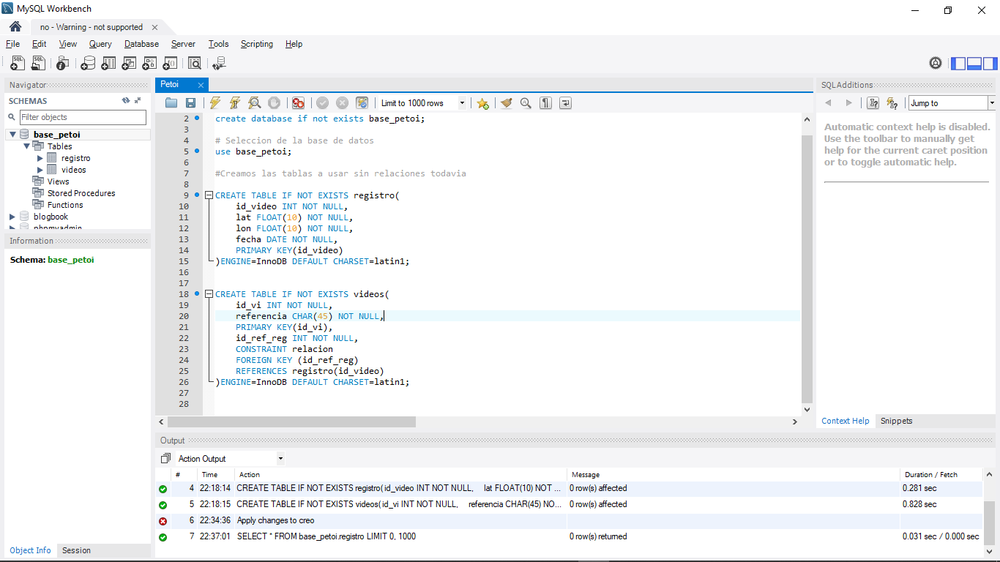 MySQL Workbench
no - Warning - not supported
File Edit View Query Database Server Tools Scripting Help
Navigator
SCHEMAS
Filter objects
base_petoi
Tables
registro
videos
Views
Stored Procedures
Functions
blogbook
phpmyadmin
Information
Schema: base_petoi
Object Info Session
Petoi
Limit to 1000 rows
2 create database if not exists base_petoi;
3
4 # Seleccion de la base de datos
5 use base_petoi;
6
7 #Creamos las tablas a usar sin relaciones todavia
8
9 CREATE TABLE IF NOT EXISTS registro(
10 id_video INT NOT NULL,
11 lat FLOAT(10) NOT NULL,
12 lon FLOAT(10) NOT NULL,
13 fecha DATE NOT NULL,
14 PRIMARY KEY(id_video)
15 )ENGINE=InnoDB DEFAULT CHARSET=latin1;
16
17
18 CREATE TABLE IF NOT EXISTS videos(
19 id_vi INT NOT NULL,
20 referencia CHAR(45) NOT NULL,
21 PRIMARY KEY(id_vi),
22 id_ref_reg INT NOT NULL,
23 CONSTRAINT relacion
24 FOREIGN KEY (id_ref_reg)
25 REFERENCES registro(id_video)
26 )ENGINE=InnoDB DEFAULT CHARSET=latin1;
27
28
SQLAdditions
Jump to
Automatic context help is disabled.
Use the toolbar to manually get
help for the current caret position
or to toggle automatic help.
Context Help Snippets
Output
Action Output
# Time Action Message Duration / Fetch
4 22:18:14 CREATE TABLE IF NOT EXISTS registro( id_video INT NOT NULL, lat FLOAT(10) NOT ... 0 row(s) affected 0.281 sec
5 22:18:15 CREATE TABLE IF NOT EXISTS videos( id_vi INT NOT NULL, referencia CHAR(45) NO... 0 row(s) affected 0.828 sec
6 22:34:36 Apply changes to creo
7 22:37:01 SELECT * FROM base_petoi.registro LIMIT 0, 1000 0 row(s) returned 0.031 sec / 0.000 sec